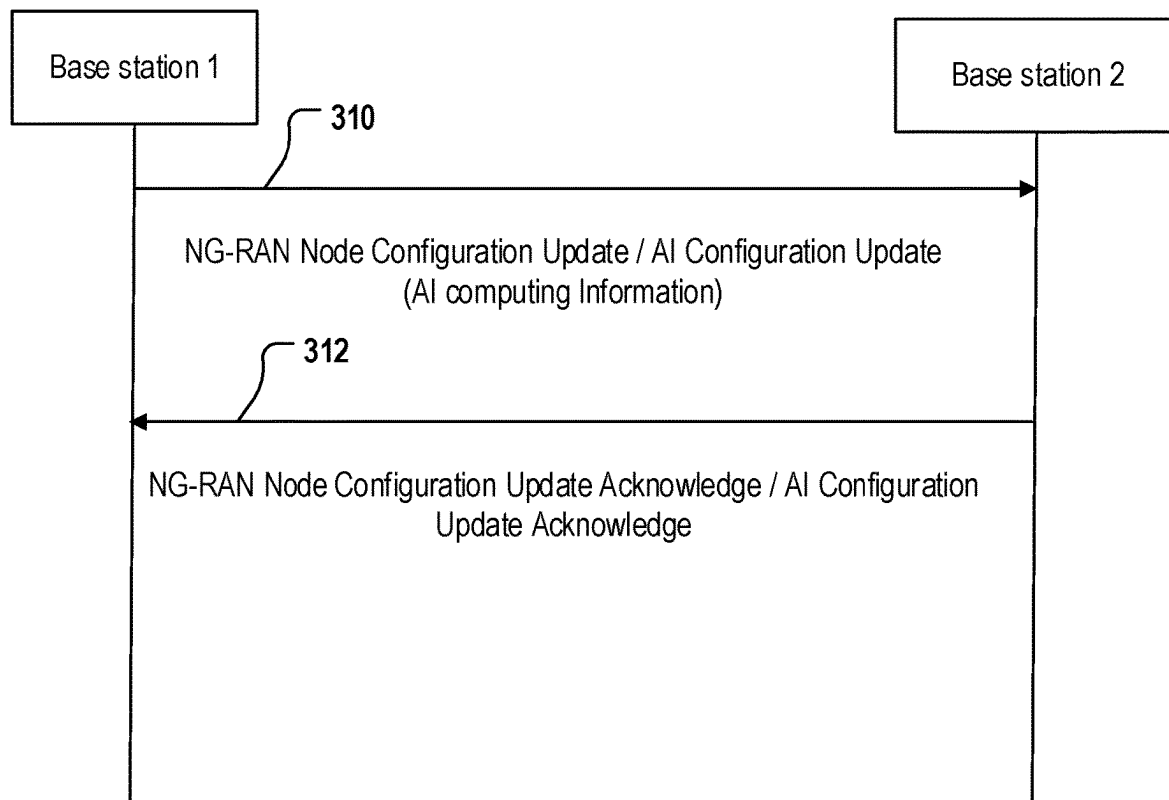 Base station 1
Base station 2
310
NG-RAN Node Configuration Update / AI Configuration Update
(AI computing Information)
312
NG-RAN Node Configuration Update Acknowledge / AI Configuration
Update Acknowledge